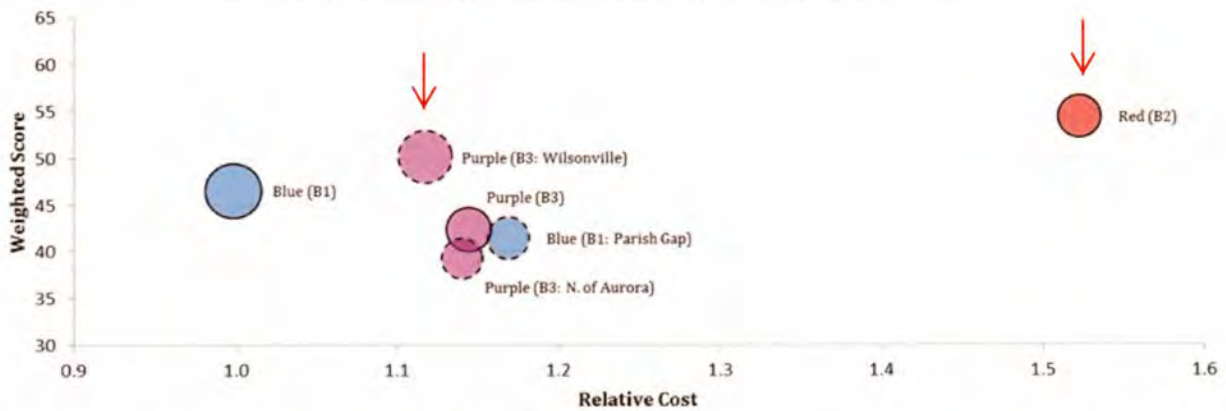 65
60
55
50
45
40
35
30
Weighted Score
Red (B2)
Purple (B3: Wilsonville)
Blue (B1)
Purple (B3)
Blue (B1: Parish Gap)
Purple (B3: N. of Aurora)
0.9 1.0 1.1 1.2 1.3 1.4 1.5 1.6
Relative Cost